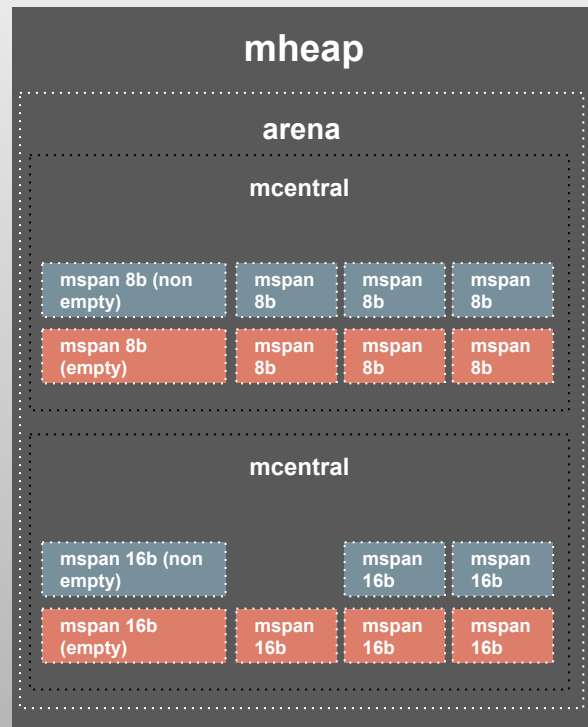 mheap
arena
mcentral
mspan 8b (non
empty)
mspan
8b
mspan
8b
mspan
8b
mspan 8b
(empty)
mspan
8b
mspan
8b
mspan
8b
mcentral
mspan 16b (non
empty)
mspan
16b
mspan
16b
mspan 16b
(empty)
mspan
16b
mspan
16b
mspan
16b